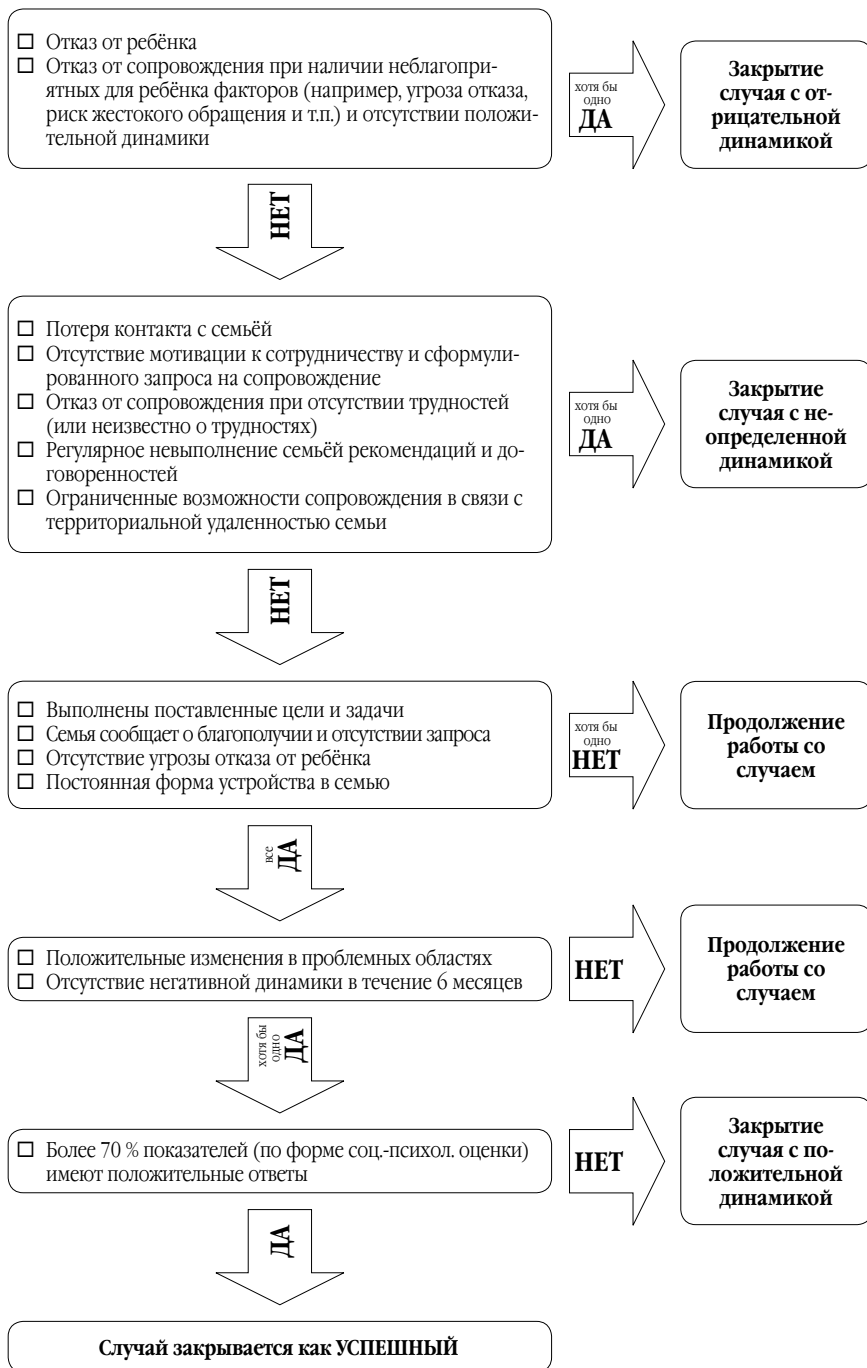 ☐ Отказ от ребёнка
☐ Отказ от сопровождения при наличии неблагопри-
ятных для ребёнка факторов (например, угроза отказа,
риск жестокого обращения и т.п.) и отсутствии положи-
тельной динамики
хотя бы
одно
ДА
Закрытие
случая с от-
рицательной
динамикой
НЕТ
☐ Потеря контакта с семьёй
☐ Отсутствие мотивации к сотрудничеству и сформули-
рованного запроса на сопровождение
☐ Отказ от сопровождения при отсутствии трудностей
(или неизвестно о трудностях)
☐ Регулярное невыполнение семьёй рекомендаций и до-
говоренностей
☐ Ограниченные возможности сопровождения в связи с
территориальной удаленностью семьи
хотя бы
одно
ДА
Закрытие
случая с не-
определенной
динамикой
НЕТ
☐ Выполнены поставленные цели и задачи
☐ Семья сообщает о благополучии и отсутствии запроса
☐ Отсутствие угрозы отказа от ребёнка
☐ Постоянная форма устройства в семью
хотя бы
одно
НЕТ
Продолжение
работы со
случаем
все
ДА
☐ Положительные изменения в проблемных областях
☐ Отсутствие негативной динамики в течение 6 месяцев
НЕТ
Продолжение
работы со
случаем
хотя бы
одно
ДА
☐ Более 70 % показателей (по форме соц.-психол. оценки)
имеют положительные ответы
НЕТ
Закрытие
случая с по-
ложительной
динамикой
ДА
Случай закрывается как УСПЕШНЫЙ